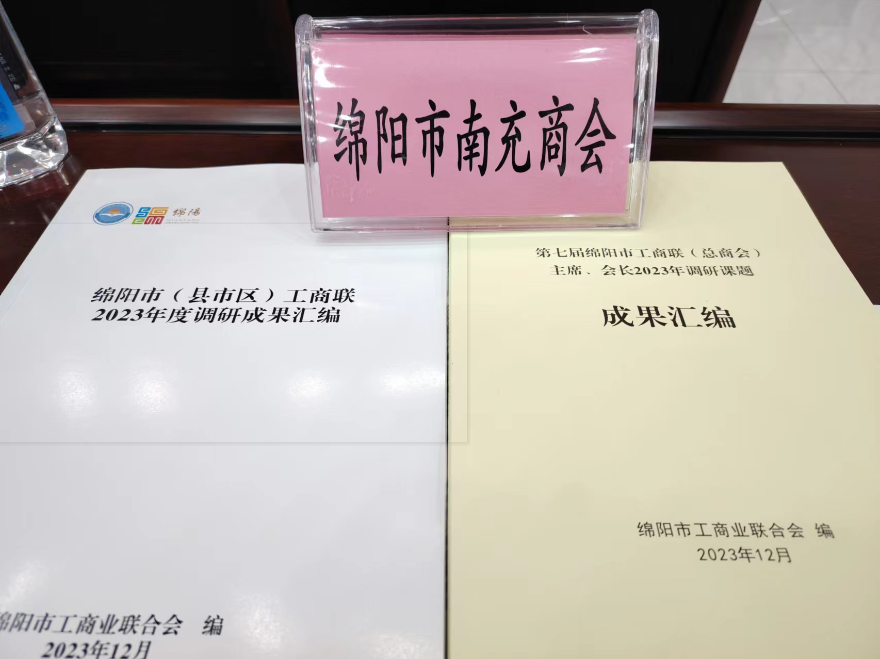 绵阳市南充商会
绵阳
绵阳市（县市区）工商联
2023年度调研成果汇编
绵阳市工商业联合会 编
2023年12月
第七届绵阳市工商联（总商会）
主席、会长2023年调研课题
成果汇编
绵阳市工商业联合会 编
2023年12月